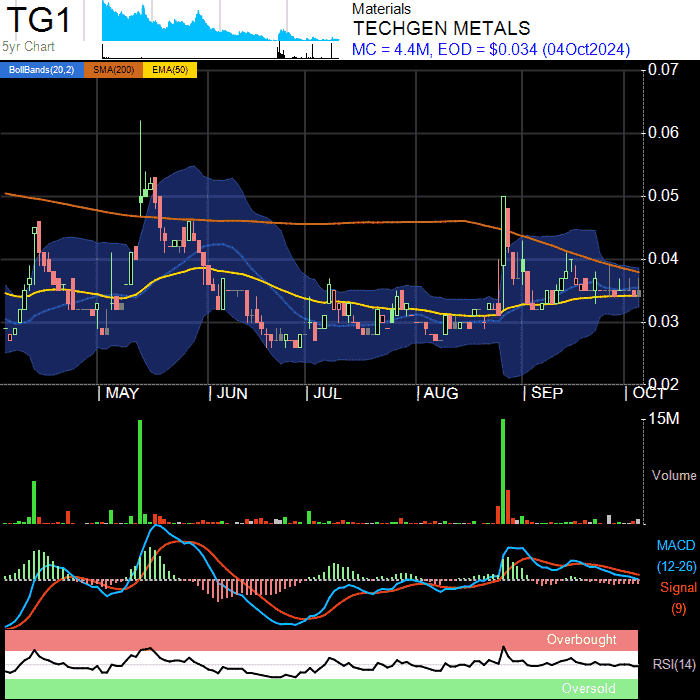 TG1
5yr Chart
Materials
TECHGEN METALS
MC = 4.4M, EOD = $0.034 (04Oct2024)
BollBands(20,2) SMA(200) EMA(50)
0.07
0.06
0.05
0.04
0.03
0.02
MAY JUN JUL AUG SEP OCT
15M
Volume
MACD
(12-26)
Signal
(9)
Overbought
RSI(14)
Oversold